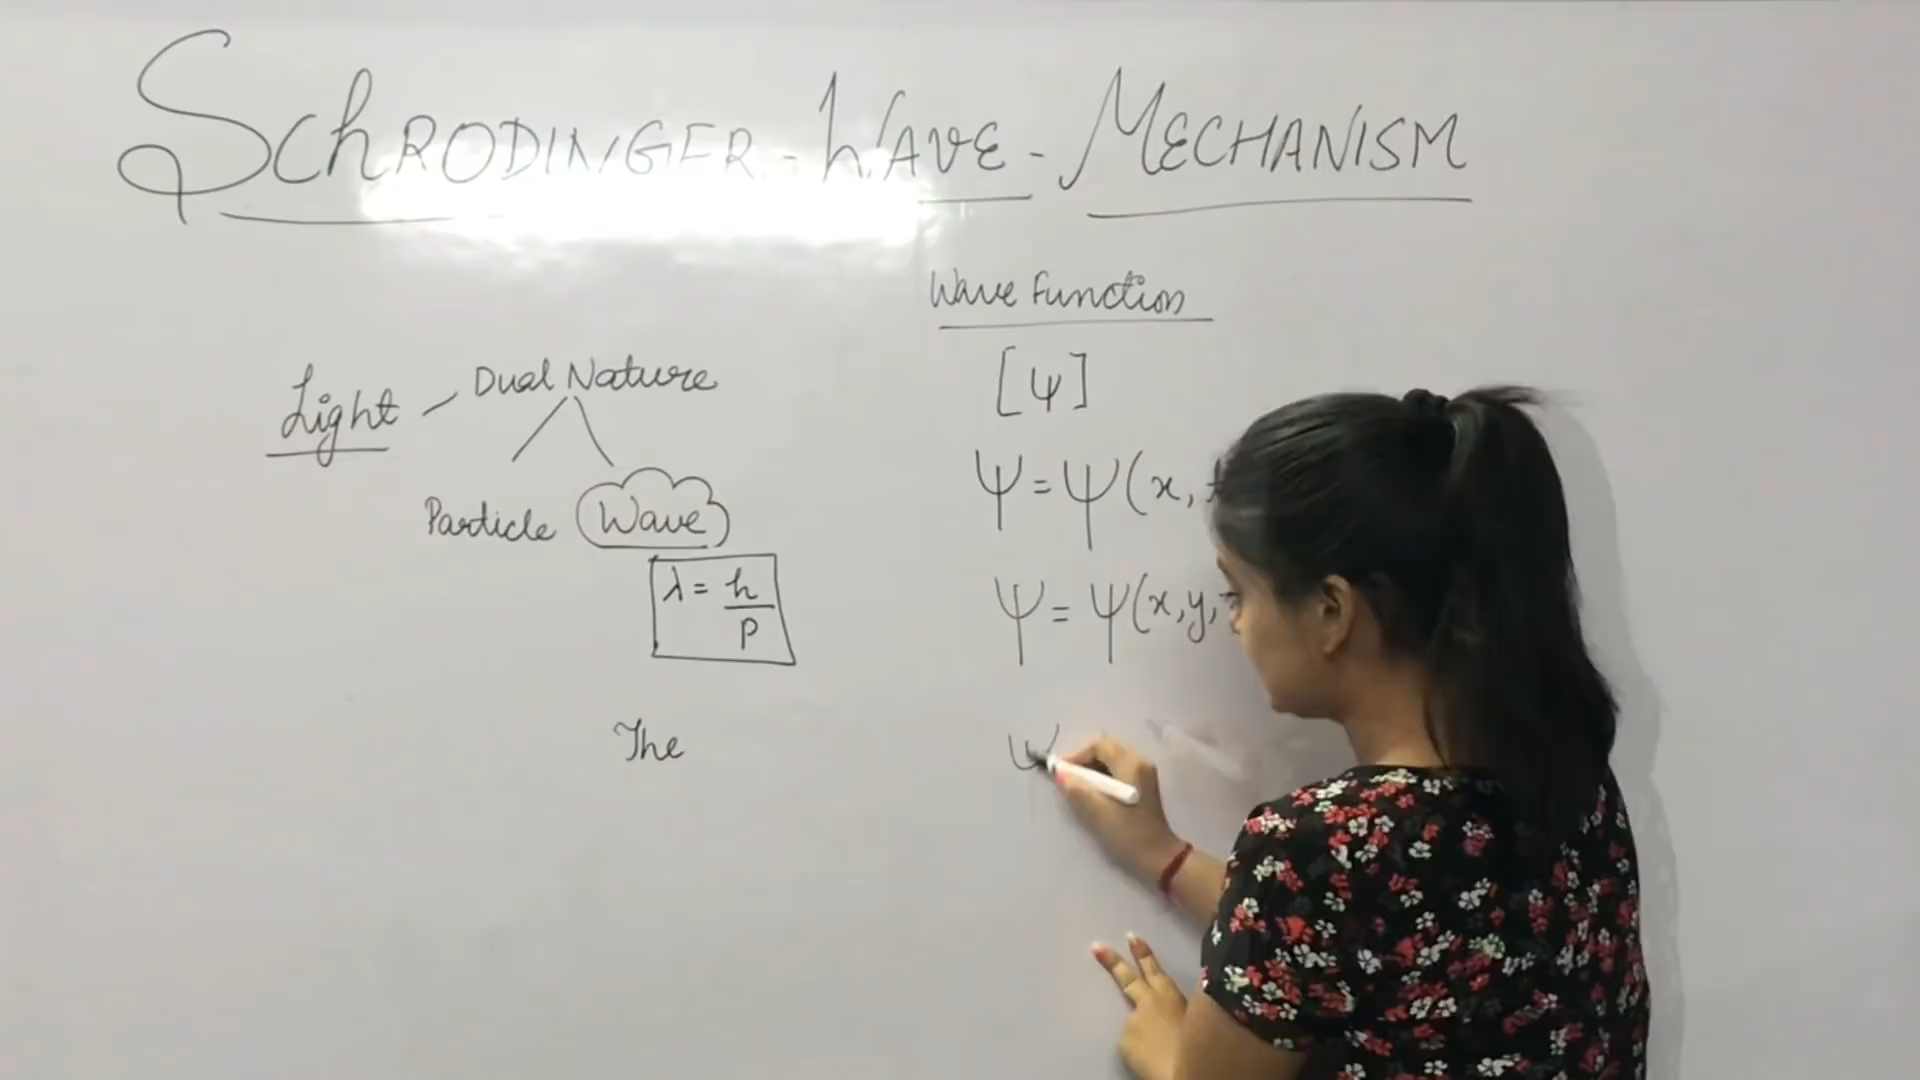 SCHRODINGER - WAVE - MECHANISM
Light - Dual Nature
Particle Wave
λ = h
p
The
Wave Function
[Ψ]
Ψ = Ψ(x, t
Ψ = Ψ(x, y,
Ψ